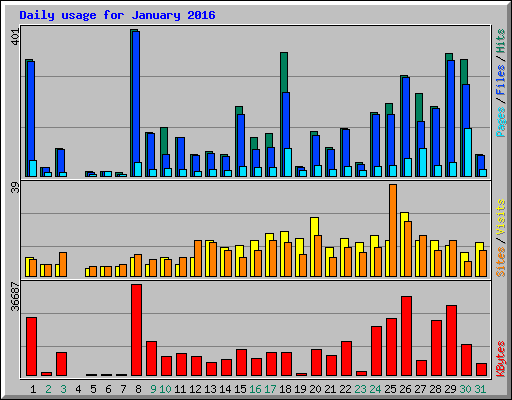 Daily usage for January 2016
401
39
36687
Pages / Files / Hits
Sites / Visits
KBytes
1 2 3 4 5 6 7 8 9 10 11 12 13 14 15 16 17 18 19 20 21 22 23 24 25 26 27 28 29 30 31